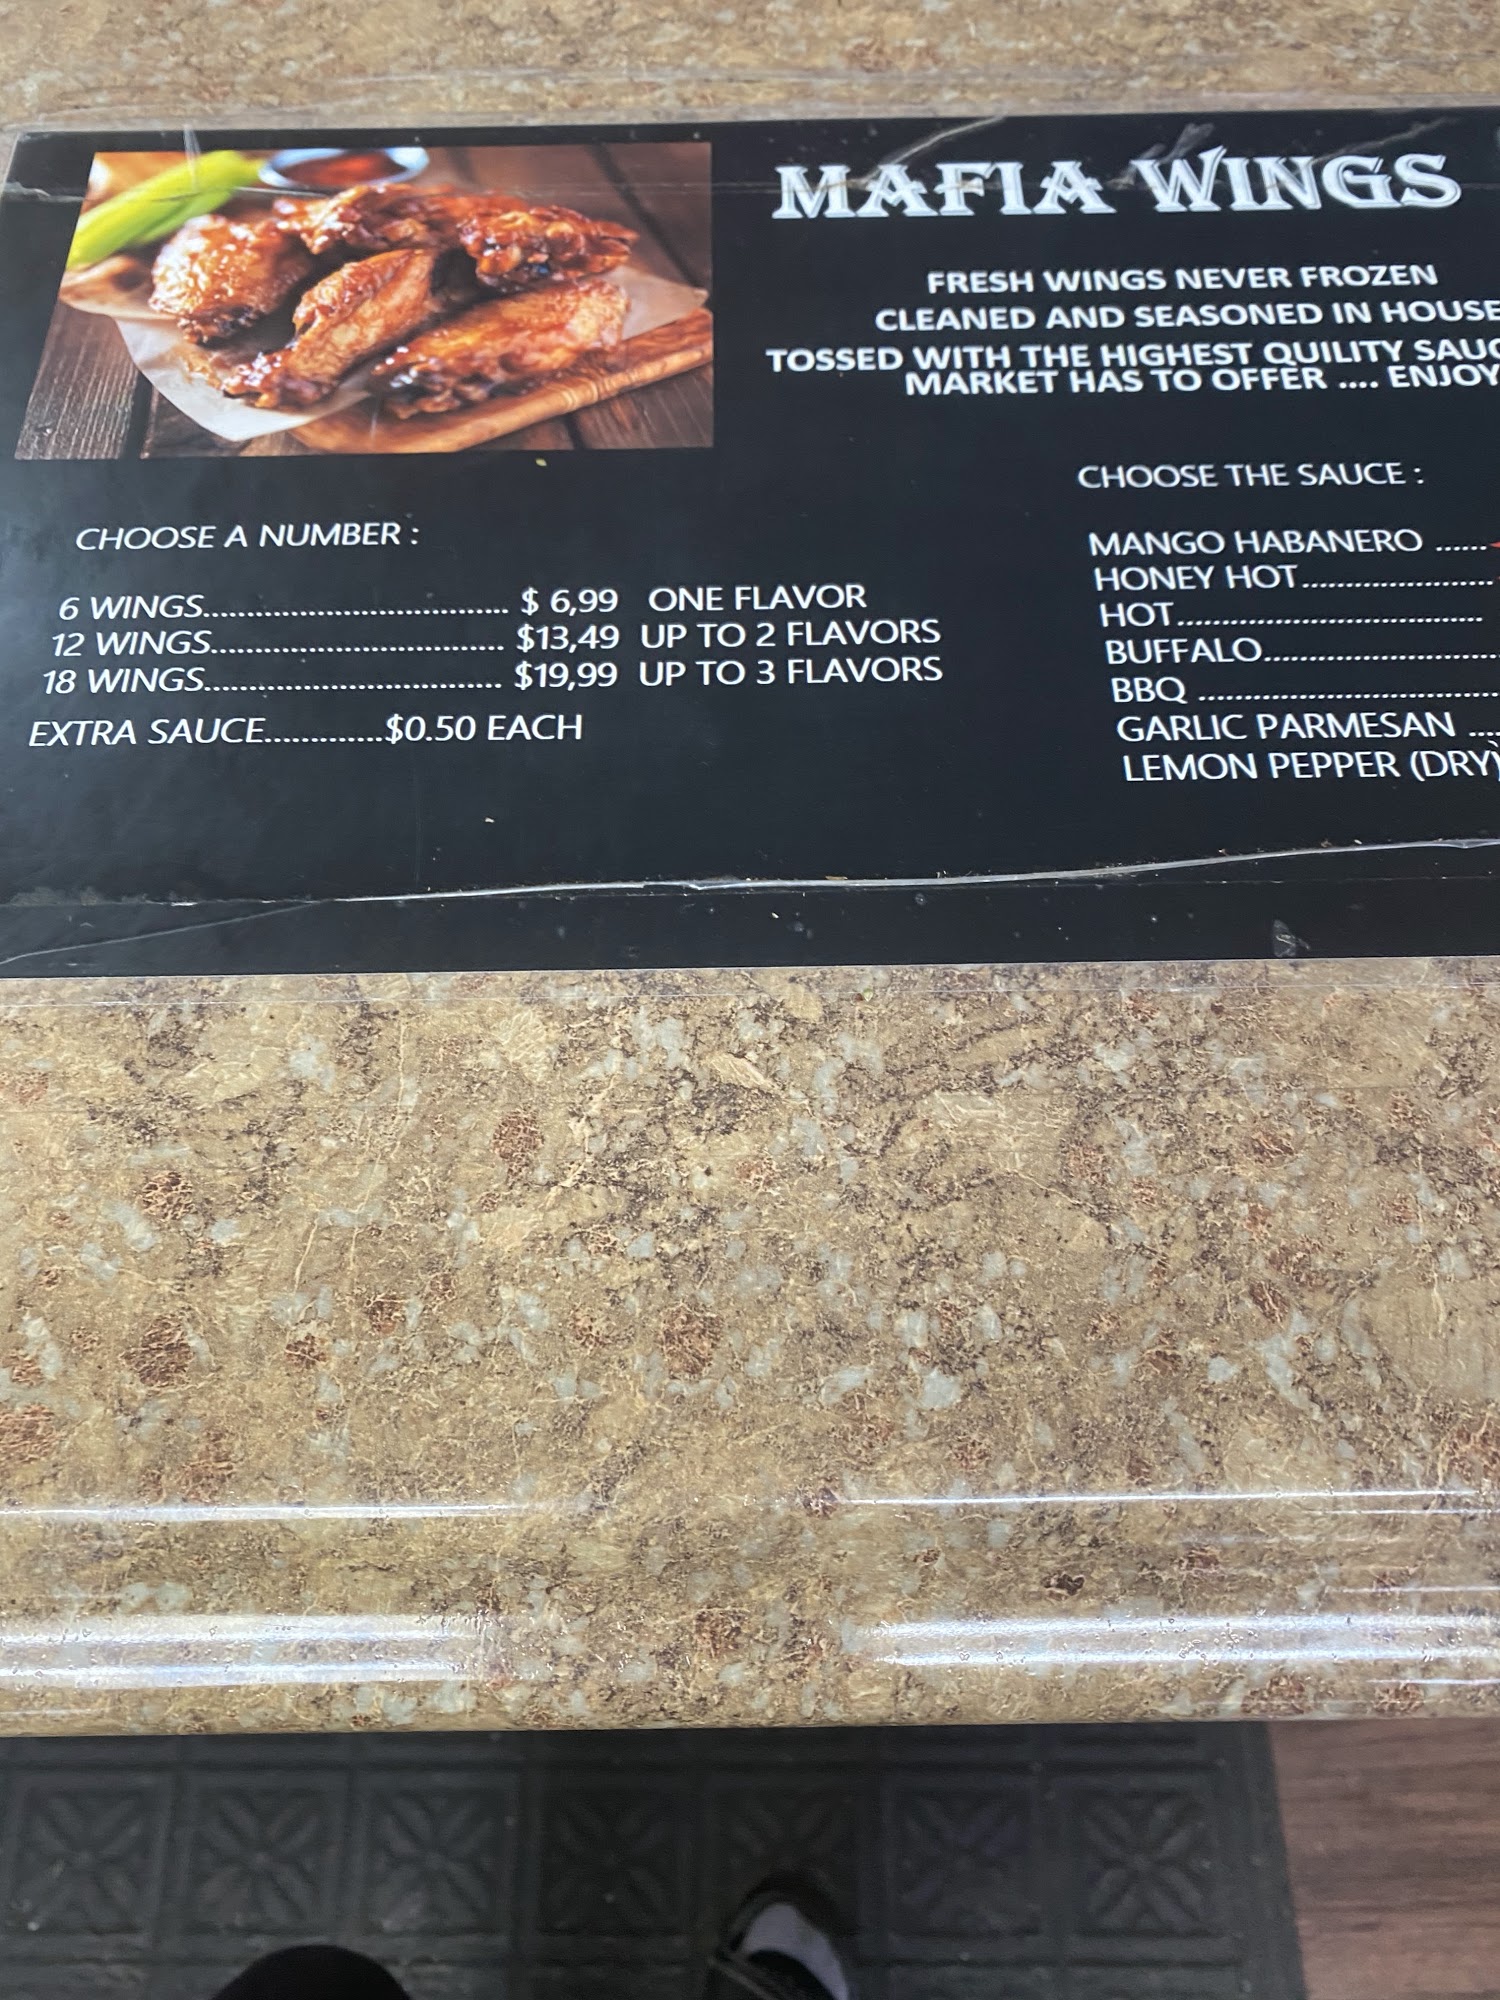 MAFIA WINGS
FRESH WINGS NEVER FROZEN
CLEANED AND SEASONED IN HOUSE
TOSSED WITH THE HIGHEST QUILITY
MARKET HAS TO OFFER .... ENJOY
CHOOSE A NUMBER :
6 WINGS.................................. $ 6,99 ONE FLAVOR
12 WINGS................................ $13,49 UP TO 2 FLAVORS
18 WINGS................................. $19,99 UP TO 3 FLAVORS
EXTRA SAUCE.............$0.50 EACH
CHOOSE THE SAUCE :
MANGO HABANERO ......
HONEY HOT.....................
HOT..................................
BUFFALO..........................
BBQ .................................
GARLIC PARMESAN ....
LEMON PEPPER (DRY)